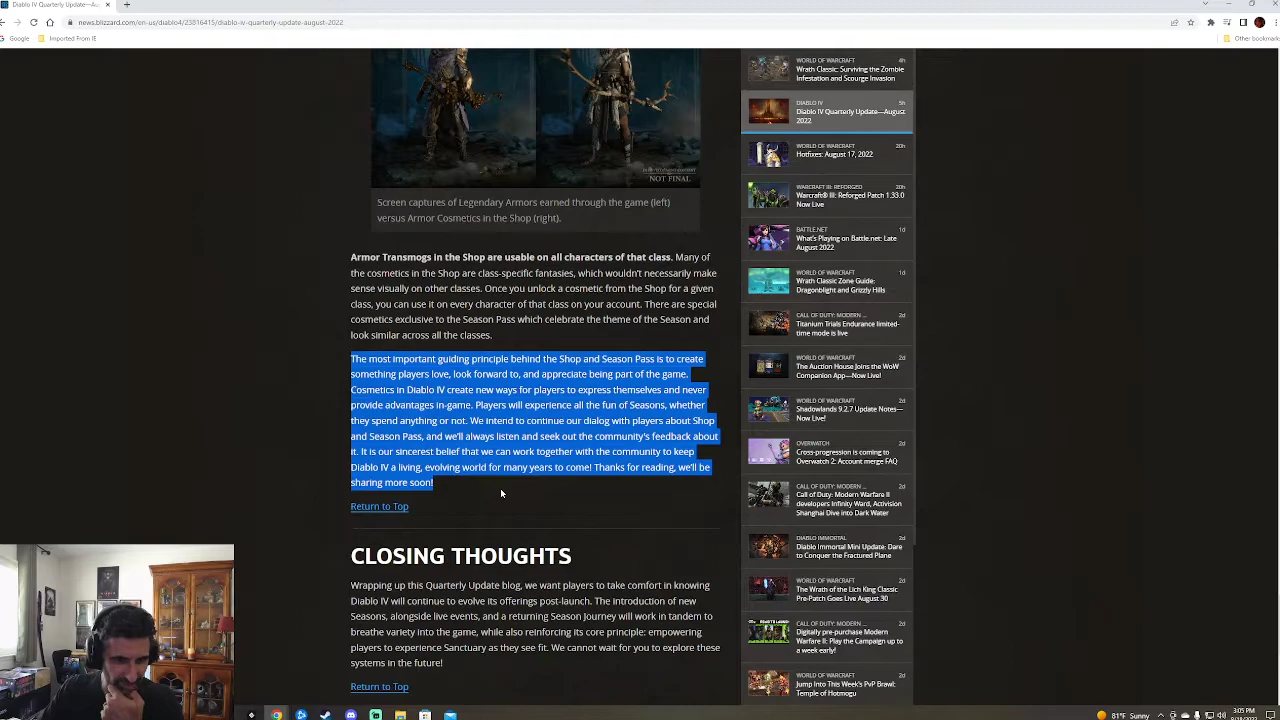 Diablo IV Quarterly Update—A
news.blizzard.com/en-us/diablo4/23816415/diablo-iv-quarterly-update-august-2022
Google
Imported From IE
Other bookmark
NOT FINAL
Screen captures of Legendary Armors earned through the game (left)
versus Armor Cosmetics in the Shop (right).
Armor Transmogs in the Shop are usable on all characters of that class. Many of
the cosmetics in the Shop are class-specific fantasies, which wouldn't necessarily make
sense visually on other classes. Once you unlock a cosmetic from the Shop for a given
class, you can use it on every character of that class on your account. There are special
cosmetics exclusive to the Season Pass which celebrate the theme of the Season and
look similar across all the classes.
The most important guiding principle behind the Shop and Season Pass is to create
something players love, look forward to, and appreciate being part of the game.
Cosmetics in Diablo IV create new ways for players to express themselves and never
provide advantages in-game. Players will experience all the fun of Seasons, whether
they spend anything or not. We intend to continue our dialog with players about Shop
and Season Pass, and we'll always listen and seek out the community's feedback about
it. It is our sincerest belief that we can work together with the community to keep
Diablo IV a living, evolving world for many years to come! Thanks for reading, we'll be
sharing more soon!
Return to Top
CLOSING THOUGHTS
Wrapping up this Quarterly Update blog, we want players to take comfort in knowing
Diablo IV will continue to evolve its offerings post-launch. The introduction of new
Seasons, alongside live events, and a returning Season Journey will work in tandem to
breathe variety into the game, while also reinforcing its core principle: empowering
players to experience Sanctuary as they see fit. We cannot wait for you to explore these
systems in the future!
Return to Top
WORLD OF WARCRAFT 4h
Wrath Classic: Surviving the Zombie
Infestation and Scourge Invasion
DIABLO IV 5h
Diablo IV Quarterly Update—August
2022
WORLD OF WARCRAFT 20h
Hotfixes: August 17, 2022
WARCRAFT III: REFORGED 20h
Warcraft® III: Reforged Patch 1.33.0
Now Live
BATTLE.NET 1d
What's Playing on Battle.net: Late
August 2022
WORLD OF WARCRAFT 1d
Wrath Classic Zone Guide:
Dragonblight and Grizzly Hills
CALL OF DUTY: MODERN ... 2d
Titanium Trials Endurance limited-
time mode is live
WORLD OF WARCRAFT 2d
The Auction House Joins the WoW
Companion App—Now Live!
WORLD OF WARCRAFT 2d
Shadowlands 9.2.7 Update Notes—
Now Live!
OVERWATCH 2d
Cross-progression is coming to
Overwatch 2: Account merge FAQ
CALL OF DUTY: MODERN ... 2d
Call of Duty: Modern Warfare II
developers Infinity Ward, Activision
Shanghai Dive into Dark Water
DIABLO IMMORTAL 2d
Diablo Immortal Mini Update: Dare
to Conquer the Fractured Plane
WORLD OF WARCRAFT 2d
The Wrath of the Lich King Classic
Pre-Patch Goes Live August 30
CALL OF DUTY: MODERN ... 2d
Digitally pre-purchase Modern
Warfare II: Play the Campaign up to
a week early!
WORLD OF WARCRAFT 2d
Jump Into This Week's PvP Brawl:
Temple of Hotmogu
81°F Sunny
3:05 PM